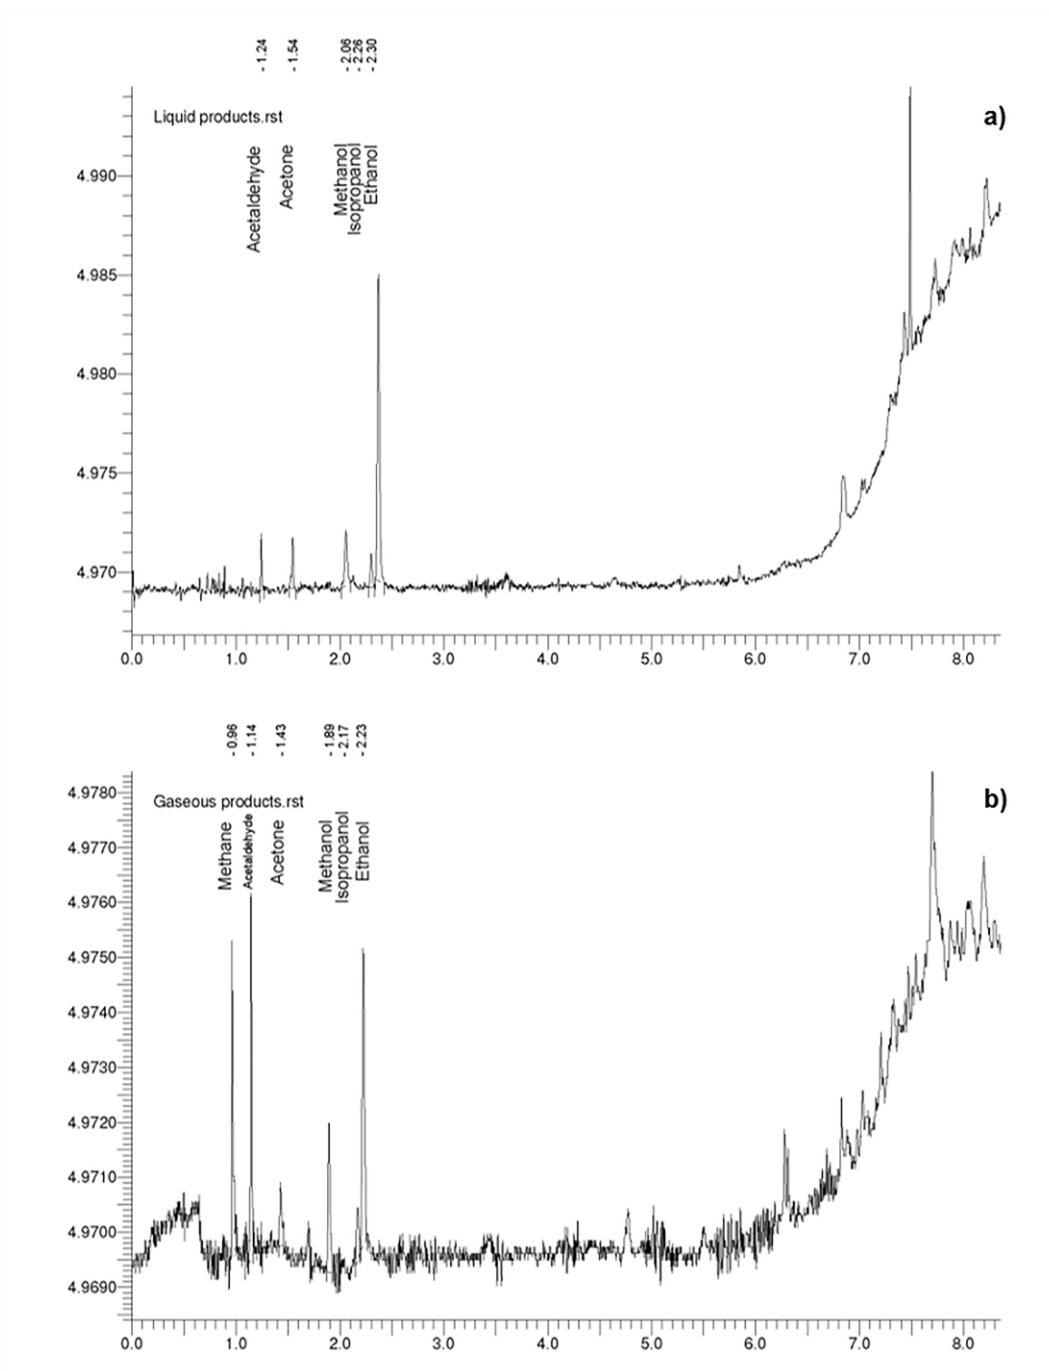 - 1.24
- 1.54
- 2.06
- 2.26
- 2.30
Liquid products.rst
a)
Acetaldehyde
Acetone
Methanol
Isopropanol
Ethanol
4.990
4.985
4.980
4.975
4.970
0.0 1.0 2.0 3.0 4.0 5.0 6.0 7.0 8.0
- 0.96
- 1.14
- 1.43
- 1.89
- 2.17
- 2.23
Gaseous products.rst
b)
Methane
Acetaldehyde
Acetone
Methanol
Isopropanol
Ethanol
4.9780
4.9770
4.9760
4.9750
4.9740
4.9730
4.9720
4.9710
4.9700
4.9690
0.0 1.0 2.0 3.0 4.0 5.0 6.0 7.0 8.0